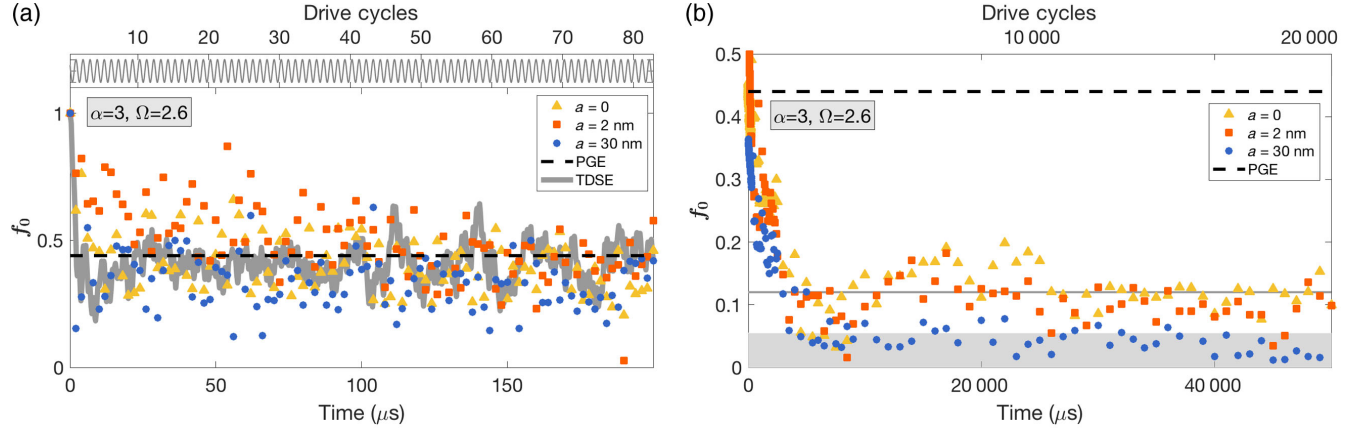 (a)
Drive cycles
10 20 30 40 50 60 70 80
α=3, Ω=2.6
a = 0
a = 2 nm
a = 30 nm
PGE
TDSE
1
0.5
0
f₀
0 50 100 150
Time (μs)
(b)
Drive cycles
0 10 000 20 000
α=3, Ω=2.6
a = 0
a = 2 nm
a = 30 nm
PGE
0.5
0.4
0.3
0.2
0.1
0
f₀
0 20 000 40 000
Time (μs)